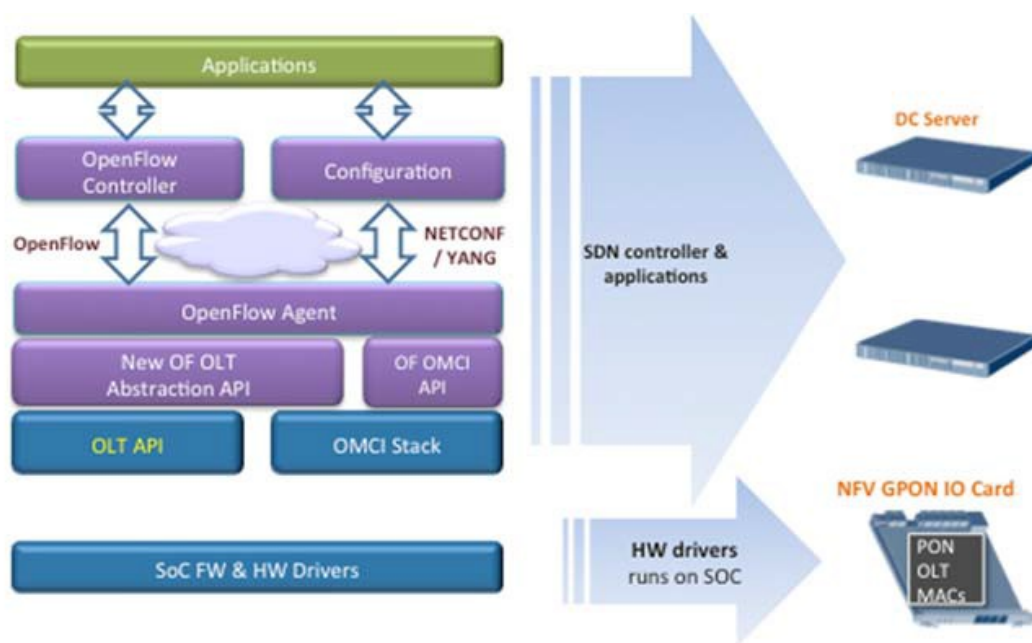 Applications
OpenFlow
Controller
Configuration
OpenFlow
NETCONF
/ YANG
OpenFlow Agent
New OF OLT
Abstraction API
OF OMCI
API
OLT API
OMCI Stack
SoC FW & HW Drivers
SDN controller &
applications
HW drivers
runs on SOC
DC Server
NFV GPON IO Card
PON
OLT
MACs